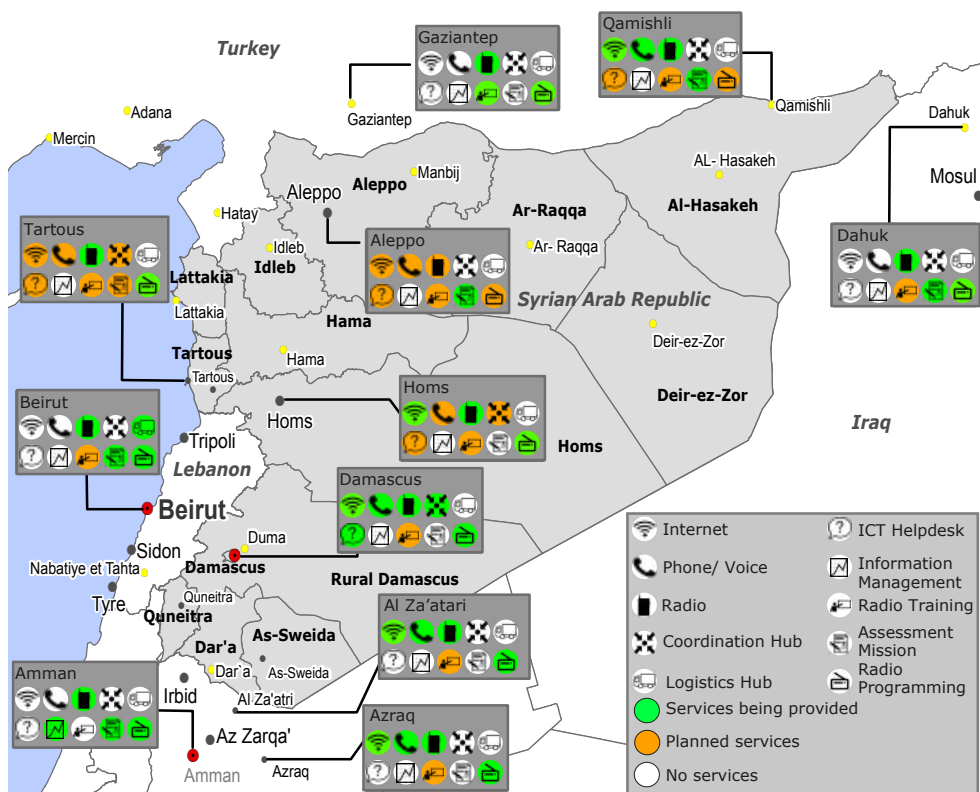 Turkey
Gaziantep
Qamishli
Adana
Mercin
Gaziantep
Qamishli
Dahuk
Manbij
AL- Hasakeh
Aleppo
Aleppo
Mosul
Hatay
Ar-Raqqa
Al-Hasakeh
Tartous
Idleb
Idleb
Aleppo
Ar- Raqqa
Dahuk
Lattakia
Lattakia
Syrian Arab Republic
Hama
Deir-ez-Zor
Tartous
Hama
Tartous
Homs
Deir-ez-Zor
Beirut
Homs
Iraq
Tripoli
Homs
Lebanon
Damascus
Beirut
Duma
Sidon
Damascus
Nabatiye et Tahta
Rural Damascus
Tyre
Quneitra
Quneitra
Al Za'atari
As-Sweida
Dar'a
Amman
Dar`a
As-Sweida
Irbid
Al Za'atri
Azraq
Az Zarqa'
Amman
Azraq
Internet
ICT Helpdesk
Phone/ Voice
Information
Management
Radio
Radio Training
Coordination Hub
Assessment
Mission
Logistics Hub
Radio
Programming
Services being provided
Planned services
No services